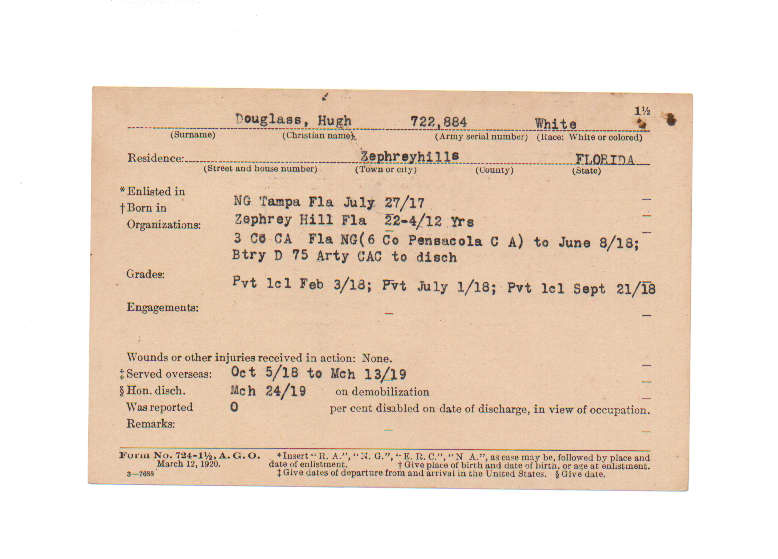 1½
Douglass, Hugh 722,884 White
(Surname) (Christian name) (Army serial number) (Race: White or colored)
Residence: Zephreyhills FLORIDA
(Street and house number) (Town or city) (County) (State)
*Enlisted in NG Tampa Fla July 27/17 —
†Born in Zephrey Hill Fla 22-4/12 Yrs —
Organizations: 3 Co CA Fla NG(6 Co Pensacola C A) to June 8/18; —
Btry D 75 Arty CAC to disch
Grades: Pvt 1cl Feb 3/18; Pvt July 1/18; Pvt 1cl Sept 21/18
Engagements: — —
Wounds or other injuries received in action: None. —
‡Served overseas: Oct 5/18 to Mch 13/19 —
§Hon. disch. Mch 24/19 on demobilization —
Was reported 0 per cent disabled on date of discharge, in view of occupation.
Remarks: — —
Form No. 724-1½, A. G. O. *Insert "R. A.", "N. G.", "E. R. C.", "N A.", as case may be, followed by place and
March 12, 1920. date of enlistment. †Give place of birth and date of birth, or age at enlistment.
3—7688 ‡Give dates of departure from and arrival in the United States. §Give date.